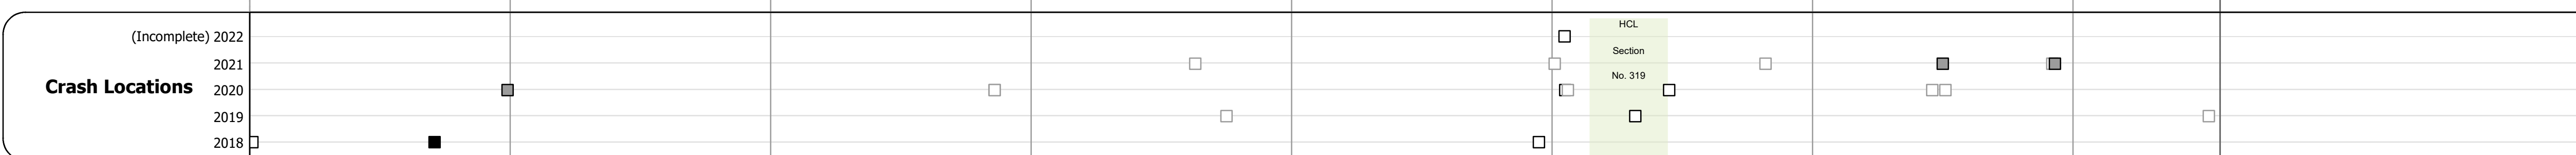 HCL
(Incomplete) 2022
Section
2021
No. 319
Crash Locations
2020
2019
2018